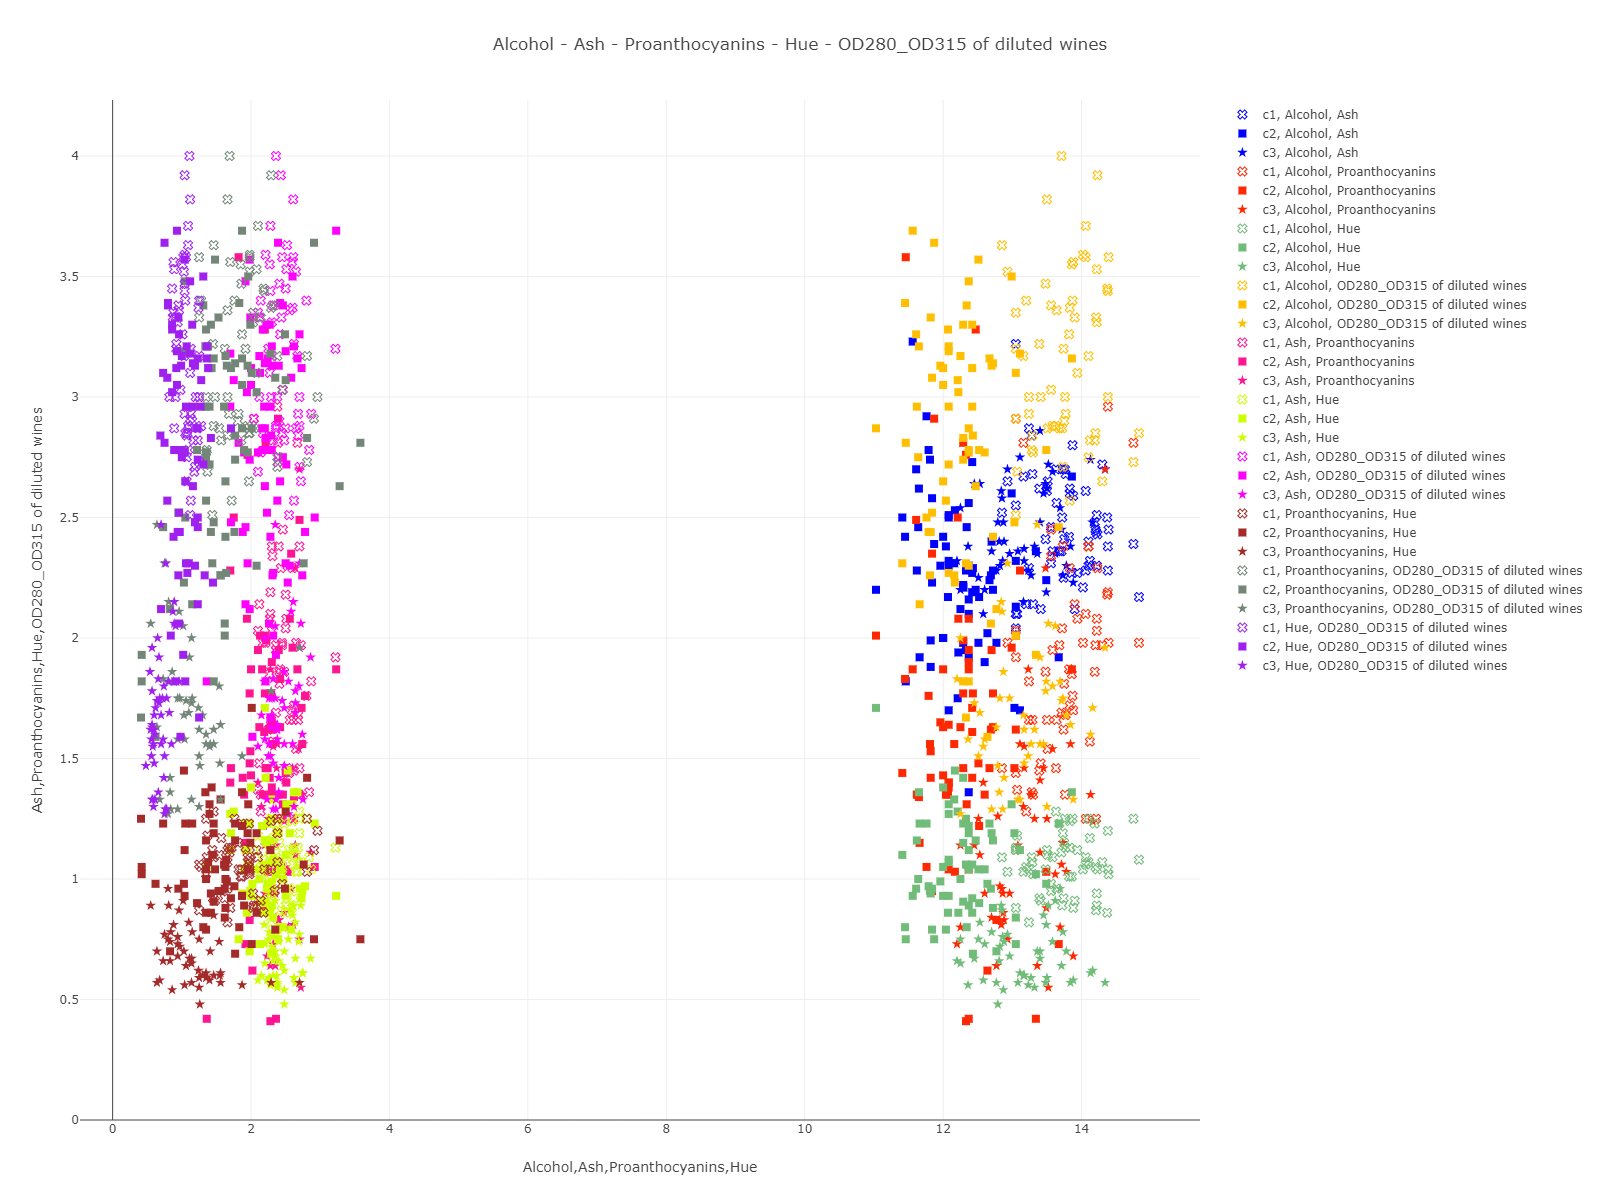 Alcohol - Ash - Proanthocyanins - Hue - OD280_OD315 of diluted wines
c1, Alcohol, Ash
c2, Alcohol, Ash
c3, Alcohol, Ash
c1, Alcohol, Proanthocyanins
c2, Alcohol, Proanthocyanins
c3, Alcohol, Proanthocyanins
c1, Alcohol, Hue
c2, Alcohol, Hue
c3, Alcohol, Hue
c1, Alcohol, OD280_OD315 of diluted wines
c2, Alcohol, OD280_OD315 of diluted wines
c3, Alcohol, OD280_OD315 of diluted wines
c1, Ash, Proanthocyanins
c2, Ash, Proanthocyanins
c3, Ash, Proanthocyanins
c1, Ash, Hue
c2, Ash, Hue
c3, Ash, Hue
c1, Ash, OD280_OD315 of diluted wines
c2, Ash, OD280_OD315 of diluted wines
c3, Ash, OD280_OD315 of diluted wines
c1, Proanthocyanins, Hue
c2, Proanthocyanins, Hue
c3, Proanthocyanins, Hue
c1, Proanthocyanins, OD280_OD315 of diluted wines
c2, Proanthocyanins, OD280_OD315 of diluted wines
c3, Proanthocyanins, OD280_OD315 of diluted wines
c1, Hue, OD280_OD315 of diluted wines
c2, Hue, OD280_OD315 of diluted wines
c3, Hue, OD280_OD315 of diluted wines
Ash,Proanthocyanins,Hue,OD280_OD315 of diluted wines
4
3.5
3
2.5
2
1.5
1
0.5
0
0 2 4 6 8 10 12 14
Alcohol,Ash,Proanthocyanins,Hue